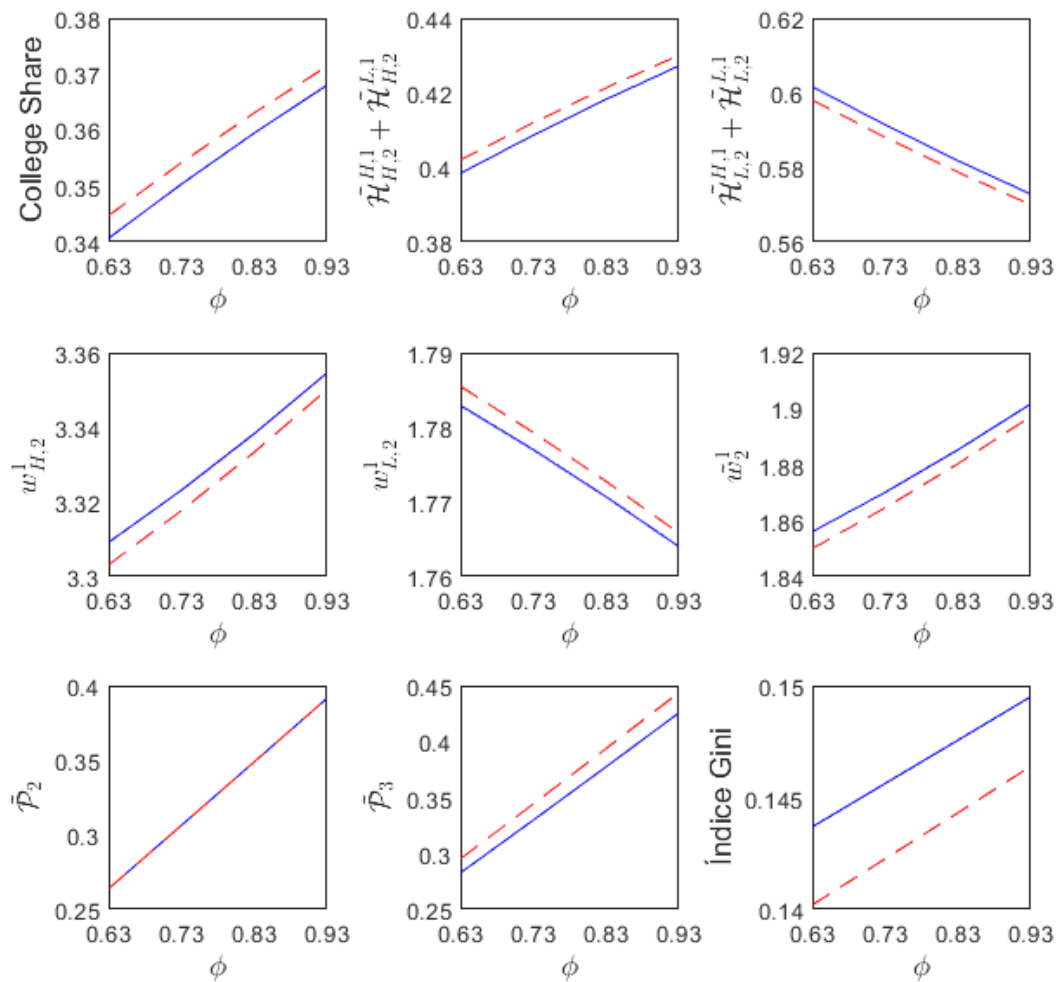 College Share
0.38
0.37
0.36
0.35
0.34
0.63 0.73 0.83 0.93
ϕ
H̃_{H,2}^{H,1} + H̃_{H,2}^{L,1}
0.44
0.42
0.4
0.38
0.63 0.73 0.83 0.93
ϕ
H̃_{L,2}^{H,1} + H̃_{L,2}^{L,1}
0.62
0.6
0.58
0.56
0.63 0.73 0.83 0.93
ϕ
w_{H,2}^{1}
3.36
3.34
3.32
3.3
0.63 0.73 0.83 0.93
ϕ
w_{L,2}^{1}
1.79
1.78
1.77
1.76
0.63 0.73 0.83 0.93
ϕ
w̄_{2}^{1}
1.92
1.9
1.88
1.86
1.84
0.63 0.73 0.83 0.93
ϕ
P̄_{2}
0.4
0.35
0.3
0.25
0.63 0.73 0.83 0.93
ϕ
P̄_{3}
0.45
0.4
0.35
0.3
0.25
0.63 0.73 0.83 0.93
ϕ
Índice Gini
0.15
0.145
0.14
0.63 0.73 0.83 0.93
ϕ